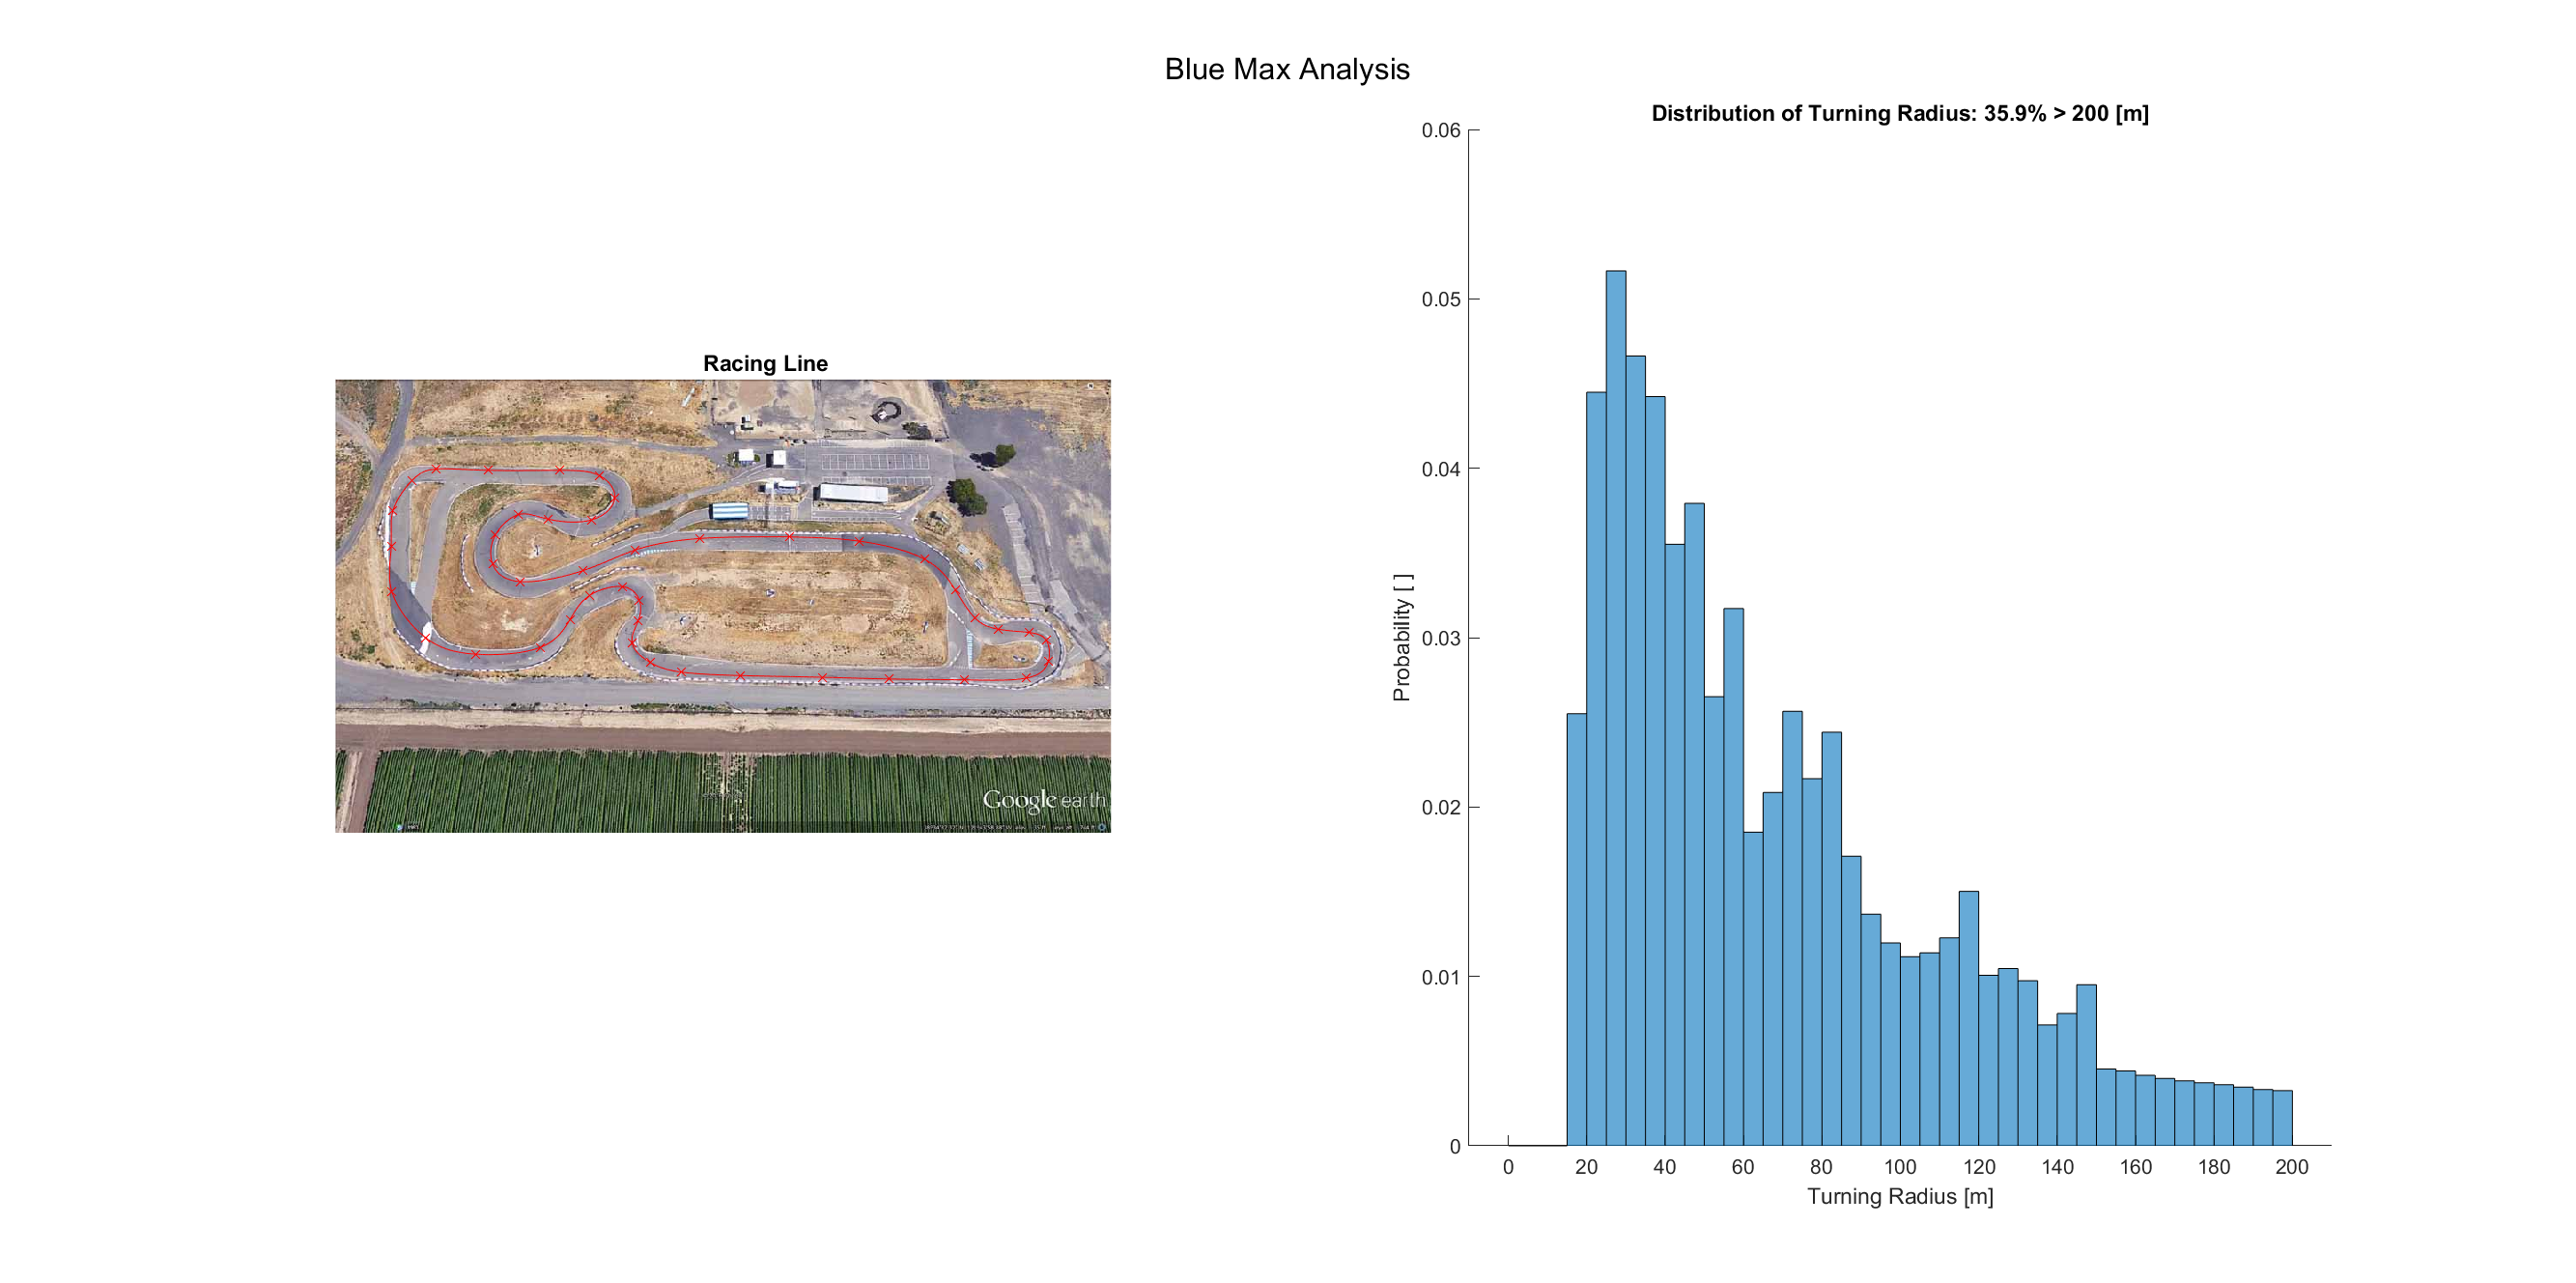 Blue Max Analysis
Racing Line
Google earth
Distribution of Turning Radius: 35.9% > 200 [m]
0.06
0.05
0.04
0.03
0.02
0.01
0
Probability [ ]
0 20 40 60 80 100 120 140 160 180 200
Turning Radius [m]